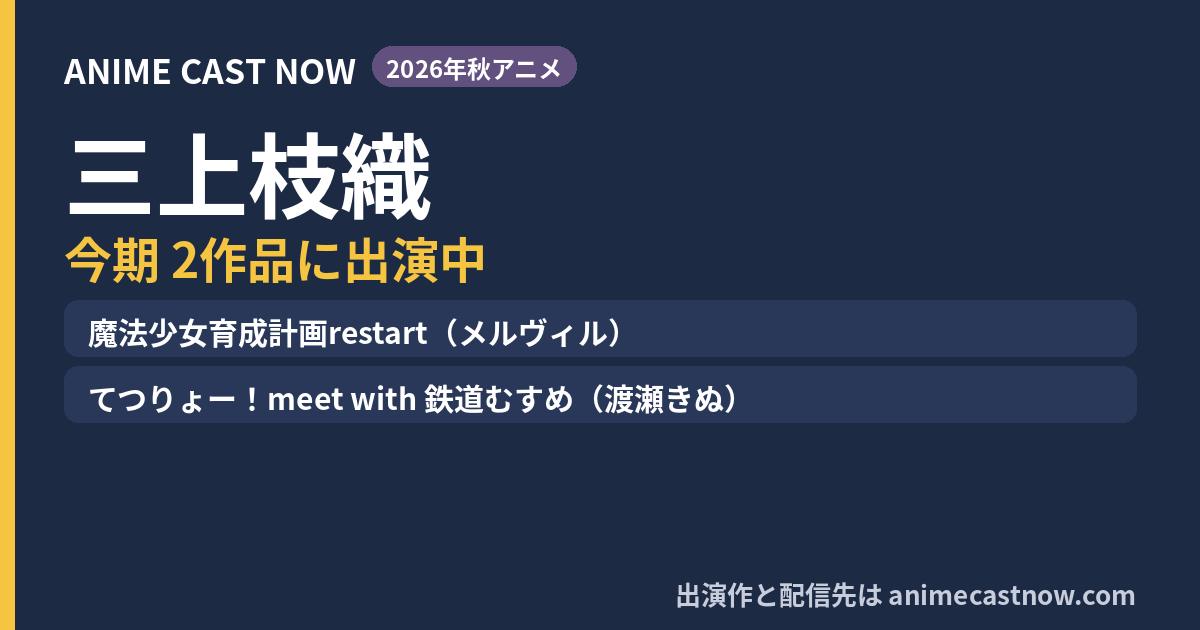 ANIME CAST NOW 2026年秋アニメ
三上枝織
今期 2作品に出演中
魔法少女育成計画restart（メルヴィル）
てつりょー！meet with 鉄道むすめ（渡瀬きぬ）
出演作と配信先は animecastnow.com